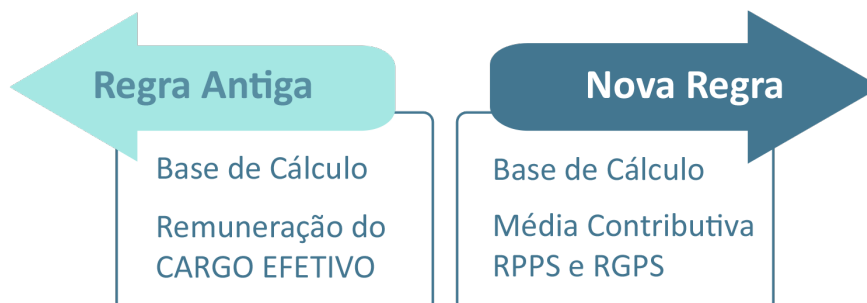 Regra Antiga
Base de Cálculo
Remuneração do
CARGO EFETIVO
Nova Regra
Base de Cálculo
Média Contributiva
RPPS e RGPS